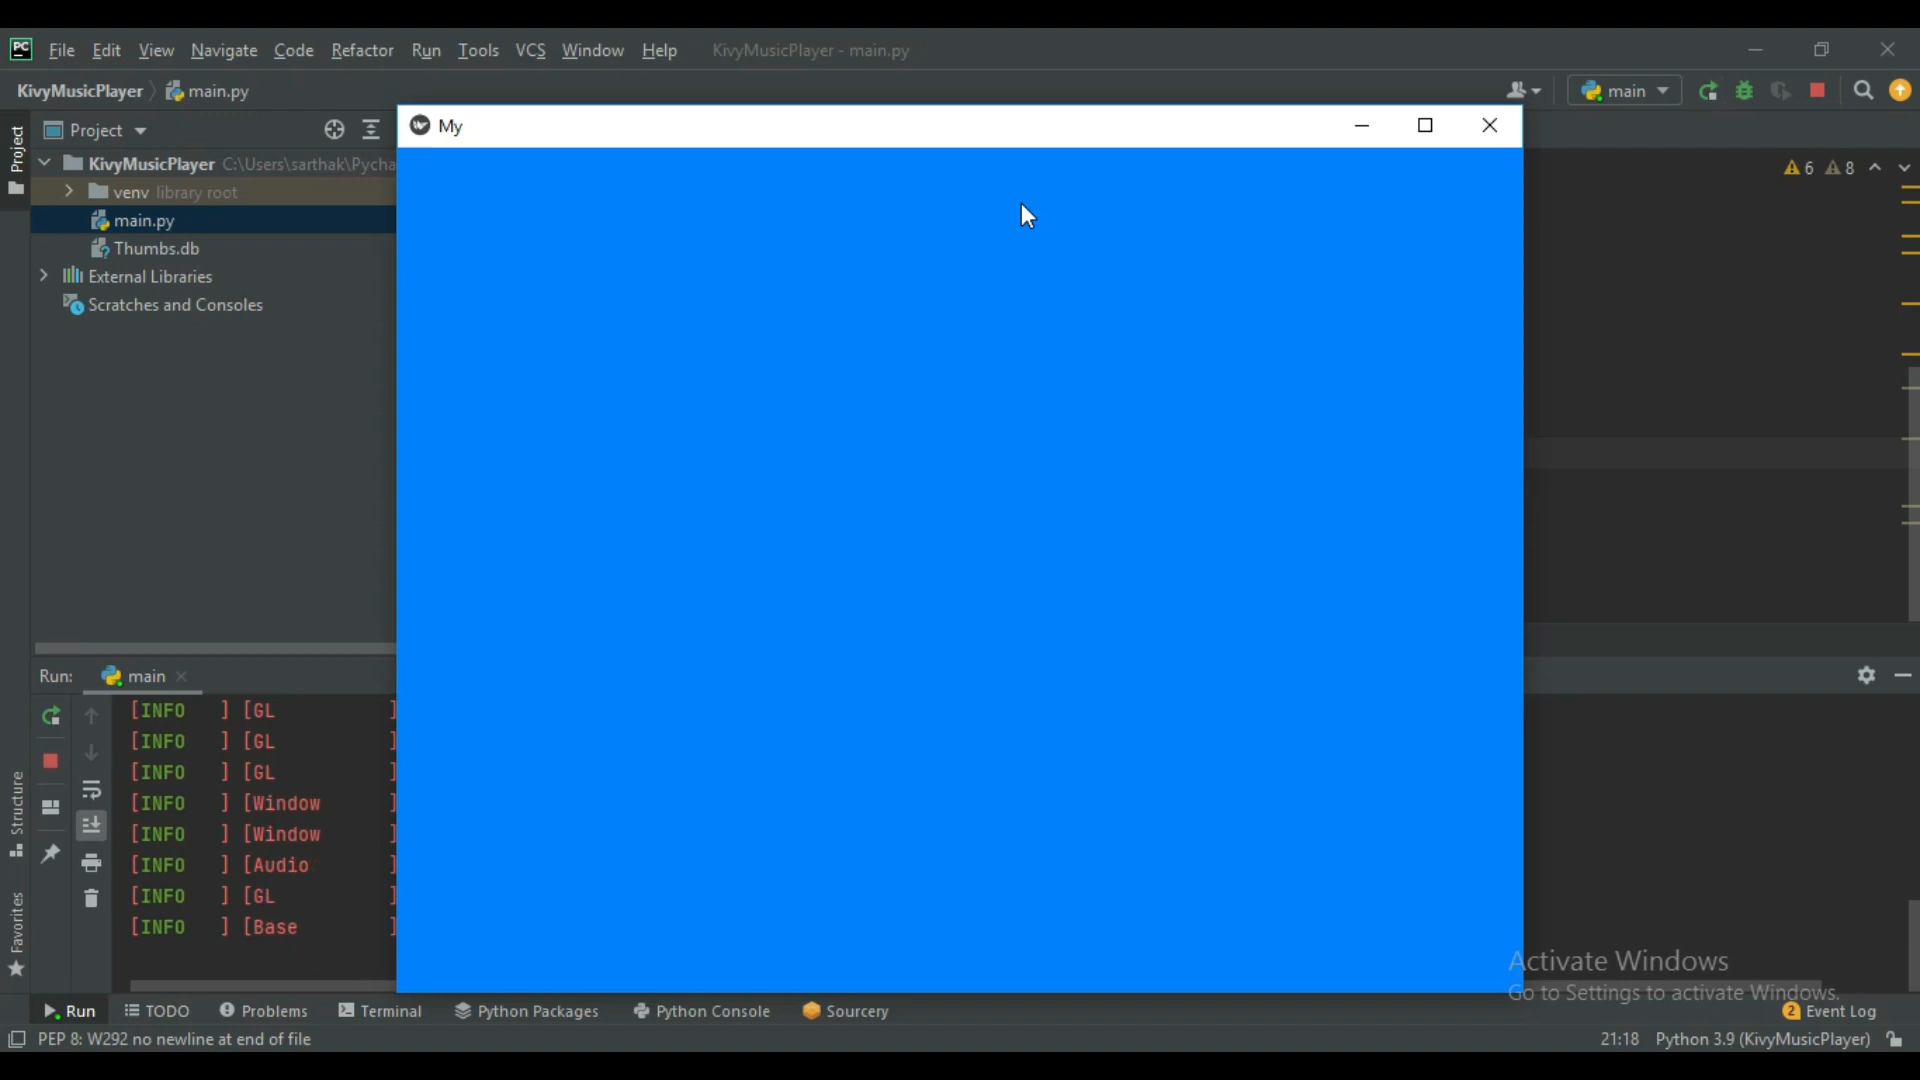 PC File Edit View Navigate Code Refactor Run Tools VCS Window Help KivyMusicPlayer - main.py
KivyMusicPlayer main.py main
Project
Project
My
KivyMusicPlayer C:\Users\sarthak\Pycha
6 8
venv library root
main.py
Thumbs.db
External Libraries
Scratches and Consoles
Run: main
[INFO ] [GL ]
[INFO ] [GL ]
[INFO ] [GL ]
[INFO ] [Window ]
[INFO ] [Window ]
[INFO ] [Audio ]
[INFO ] [GL ]
[INFO ] [Base ]
Structure
Favorites
Activate Windows
Go to Settings to activate Windows.
Run TODO Problems Terminal Python Packages Python Console Sourcery 2 Event Log
PEP 8: W292 no newline at end of file 21:18 Python 3.9 (KivyMusicPlayer)